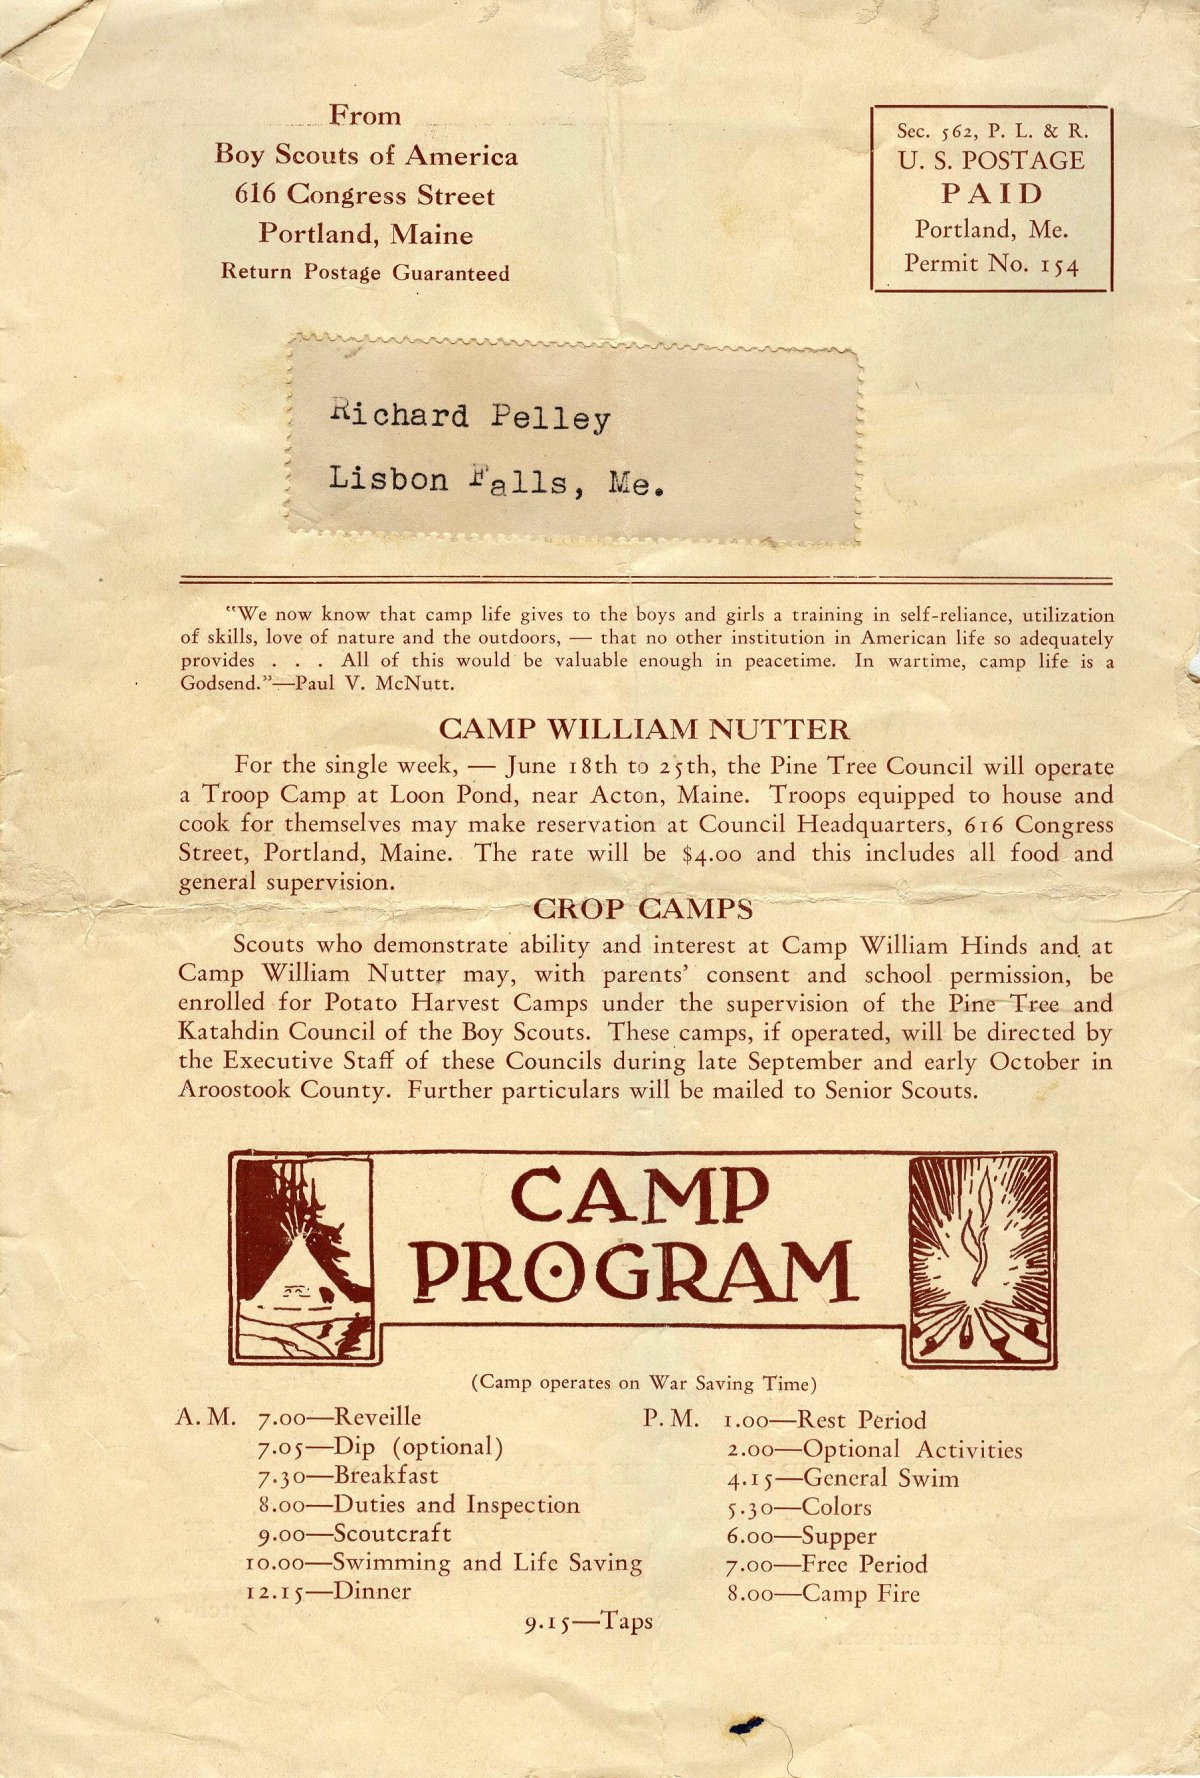 From
Boy Scouts of America
616 Congress Street
Portland, Maine
Return Postage Guaranteed
Sec. 562, P. L. & R.
U. S. POSTAGE
PAID
Portland, Me.
Permit No. 154
Richard Pelley
Lisbon Falls, Me.
"We now know that camp life gives to the boys and girls a training in self-reliance, utilization
of skills, love of nature and the outdoors, — that no other institution in American life so adequately
provides . . . All of this would be valuable enough in peacetime. In wartime, camp life is a
Godsend."—Paul V. McNutt.
CAMP WILLIAM NUTTER
For the single week, — June 18th to 25th, the Pine Tree Council will operate
a Troop Camp at Loon Pond, near Acton, Maine. Troops equipped to house and
cook for themselves may make reservation at Council Headquarters, 616 Congress
Street, Portland, Maine. The rate will be $4.00 and this includes all food and
general supervision.
CROP CAMPS
Scouts who demonstrate ability and interest at Camp William Hinds and at
Camp William Nutter may, with parents' consent and school permission, be
enrolled for Potato Harvest Camps under the supervision of the Pine Tree and
Katahdin Council of the Boy Scouts. These camps, if operated, will be directed by
the Executive Staff of these Councils during late September and early October in
Aroostook County. Further particulars will be mailed to Senior Scouts.
CAMP
PROGRAM
(Camp operates on War Saving Time)
A. M. 7.00—Reveille
7.05—Dip (optional)
7.30—Breakfast
8.00—Duties and Inspection
9.00—Scoutcraft
10.00—Swimming and Life Saving
12.15—Dinner
P. M. 1.00—Rest Period
2.00—Optional Activities
4.15—General Swim
5.30—Colors
6.00—Supper
7.00—Free Period
8.00—Camp Fire
9.15—Taps